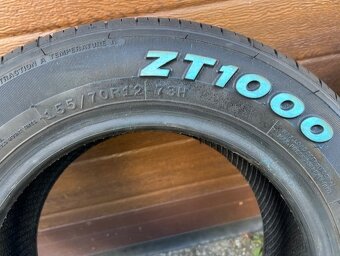 TRACTION A TEMPERATURE A
ZT1000
155/70R12 73H